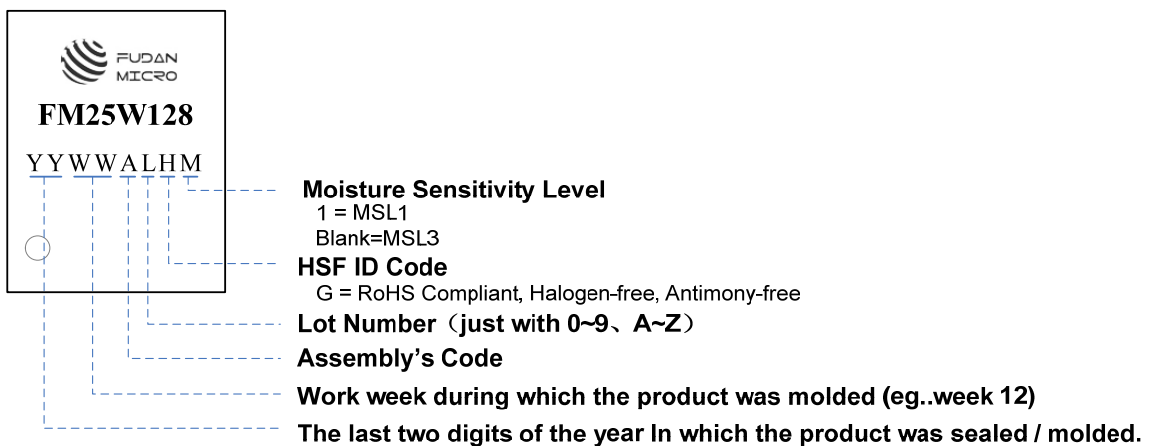 FUDAN
MICRO
FM25W128
YYWWALHM
Moisture Sensitivity Level
1 = MSL1
Blank=MSL3
HSF ID Code
G = RoHS Compliant, Halogen-free, Antimony-free
Lot Number（just with 0~9、A~Z）
Assembly's Code
Work week during which the product was molded (eg..week 12)
The last two digits of the year In which the product was sealed / molded.